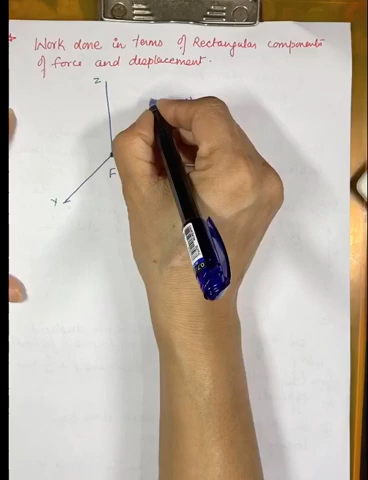 Work done in terms of Rectangular components
of force and displacement.
Z
F
Y